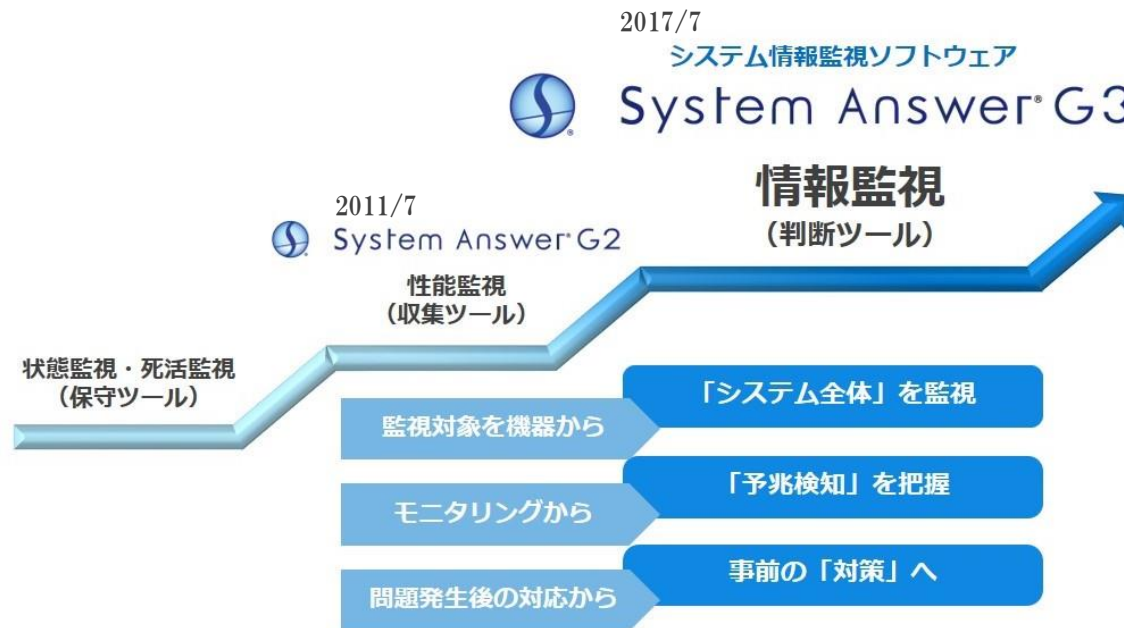 2017/7
システム情報監視ソフトウェア
System Answer® G3
情報監視
（判断ツール）
2011/7
System Answer® G2
性能監視
（収集ツール）
状態監視・死活監視
（保守ツール）
監視対象を機器から
「システム全体」を監視
モニタリングから
「予兆検知」を把握
問題発生後の対応から
事前の「対策」へ